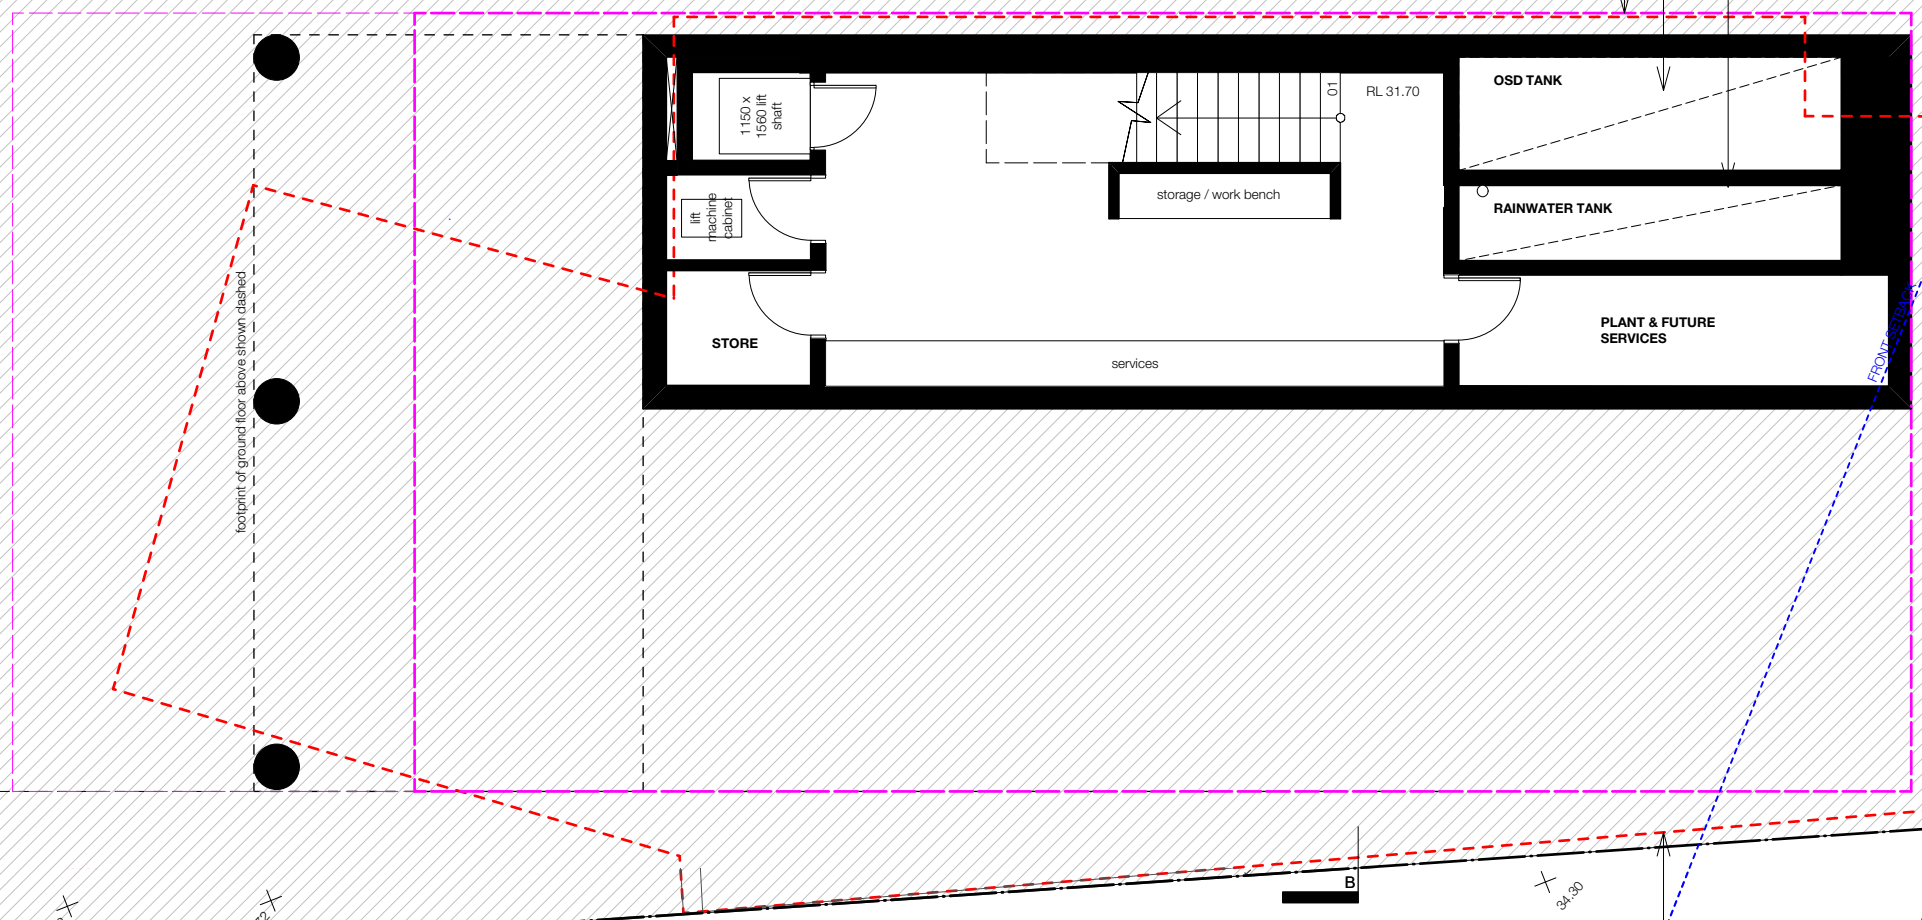 OSD TANK
1150 x
1560 lift
shaft
01
RL 31.70
storage / work bench
RAINWATER TANK
lift
machine
cabinet
footprint of ground floor above shown dashed
STORE
services
PLANT & FUTURE
SERVICES
FRONT SETBACK
B
34.30